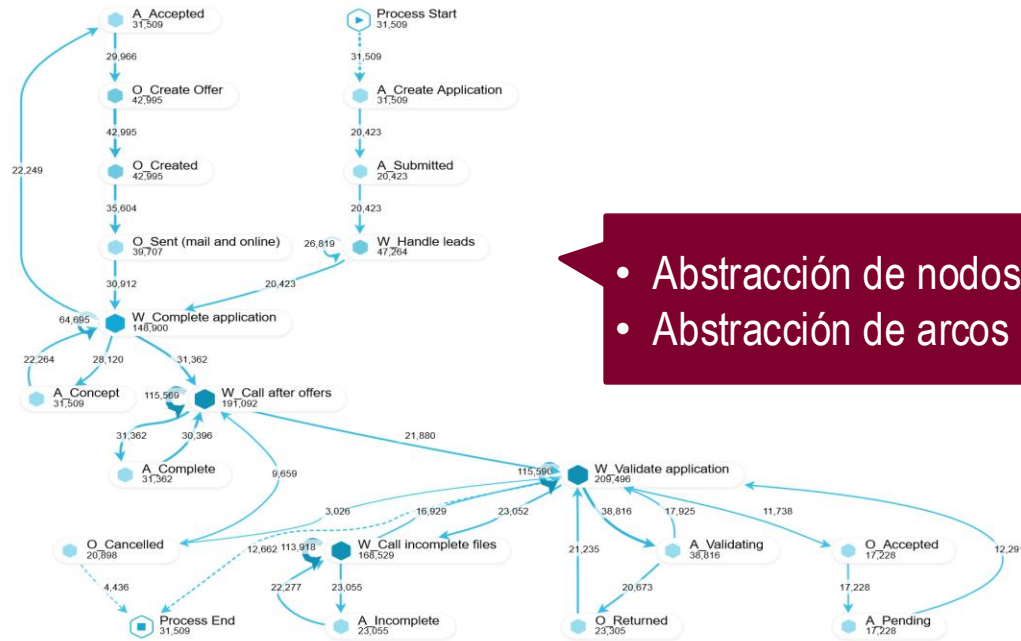 A_Accepted
31,509
Process Start
31,509
29,966
31,509
O_Create Offer
42,995
A_Create Application
31,509
42,995
20,423
22,249
O_Created
42,995
A_Submitted
20,423
35,604
20,423
O_Sent (mail and online)
39,707
26,819
W_Handle leads
47,264
• Abstracción de nodos
• Abstracción de arcos
30,912
20,423
64,695
W_Complete application
148,900
22,264
28,120
31,362
A_Concept
31,509
115,569
W_Call after offers
191,092
31,362
30,396
21,880
A_Complete
31,362
9,659
115,590
W_Validate application
209,496
3,026
16,929
23,052
38,816
17,925
11,738
O_Cancelled
20,898
12,662
113,918
W_Call incomplete files
168,529
21,235
A_Validating
38,816
O_Accepted
17,228
12,291
4,436
22,277
23,055
20,673
17,228
Process End
31,509
A_Incomplete
23,055
O_Returned
23,305
A_Pending
17,228